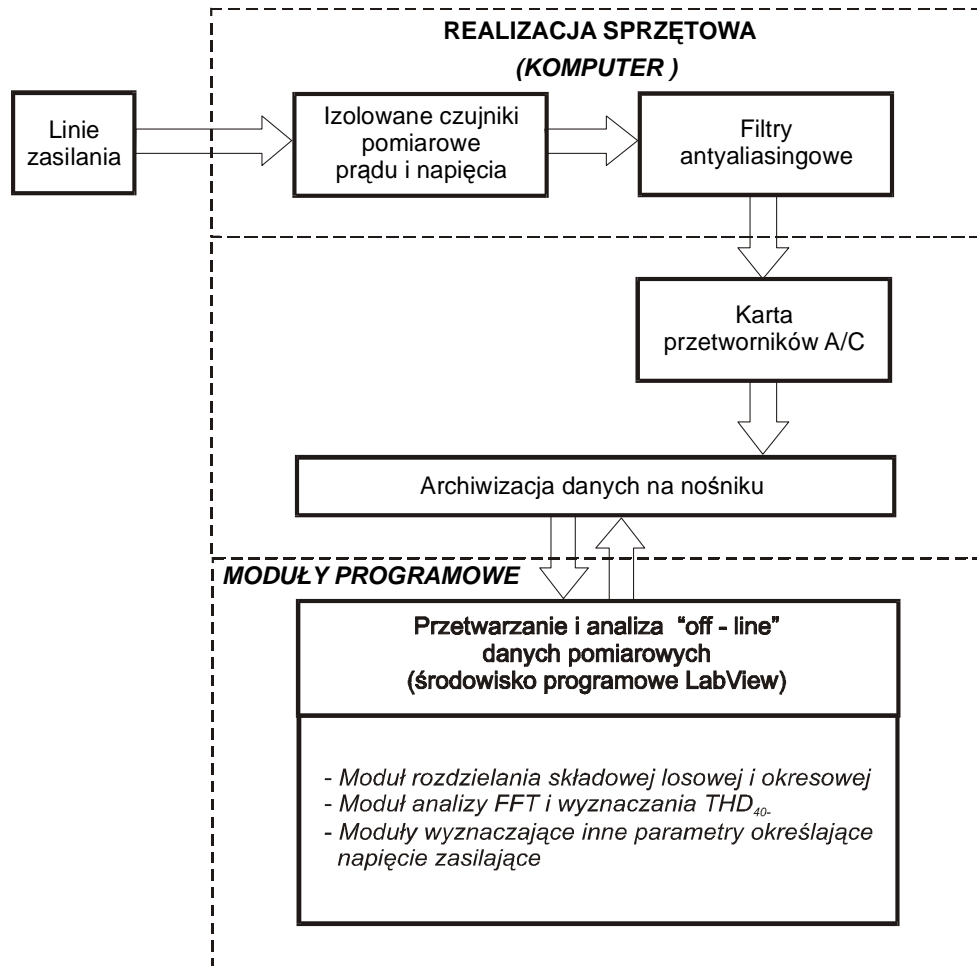 REALIZACJA SPRZĘTOWA
(KOMPUTER )
Linie
zasilania
Izolowane czujniki
pomiarowe
prądu i napięcia
Filtry
antyaliasingowe
Karta
przetworników A/C
Archiwizacja danych na nośniku
MODUŁY PROGRAMOWE
Przetwarzanie i analiza “off - line”
danych pomiarowych
(środowisko programowe LabView)
- Moduł rozdzielania składowej losowej i okresowej
- Moduł analizy FFT i wyznaczania THD40-
- Moduły wyznaczające inne parametry określające
napięcie zasilające